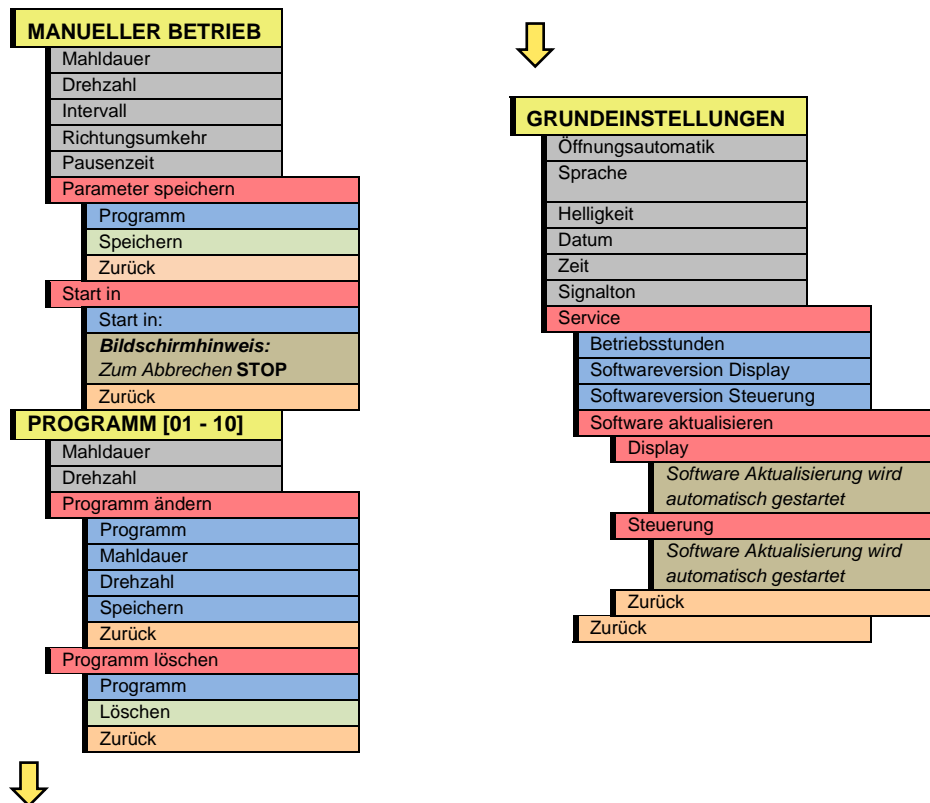 MANUELLER BETRIEB
Mahldauer
Drehzahl
Intervall
Richtungsumkehr
Pausenzeit
Parameter speichern
Programm
Speichern
Zurück
Start in
Start in:
Bildschirmhinweis:
Zum Abbrechen STOP
Zurück
PROGRAMM [01 - 10]
Mahldauer
Drehzahl
Programm ändern
Programm
Mahldauer
Drehzahl
Speichern
Zurück
Programm löschen
Programm
Löschen
Zurück
GRUNDEINSTELLUNGEN
Öffnungsautomatik
Sprache
Helligkeit
Datum
Zeit
Signalton
Service
Betriebsstunden
Softwareversion Display
Softwareversion Steuerung
Software aktualisieren
Display
Software Aktualisierung wird
automatisch gestartet
Steuerung
Software Aktualisierung wird
automatisch gestartet
Zurück
Zurück